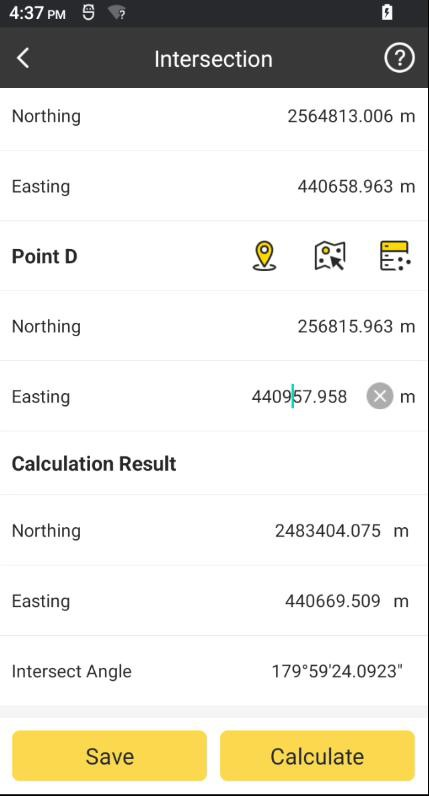 4:37 PM
Intersection
Northing 2564813.006 m
Easting 440658.963 m
Point D
Northing 256815.963 m
Easting 440957.958 m
Calculation Result
Northing 2483404.075 m
Easting 440669.509 m
Intersect Angle 179°59'24.0923"
Save Calculate